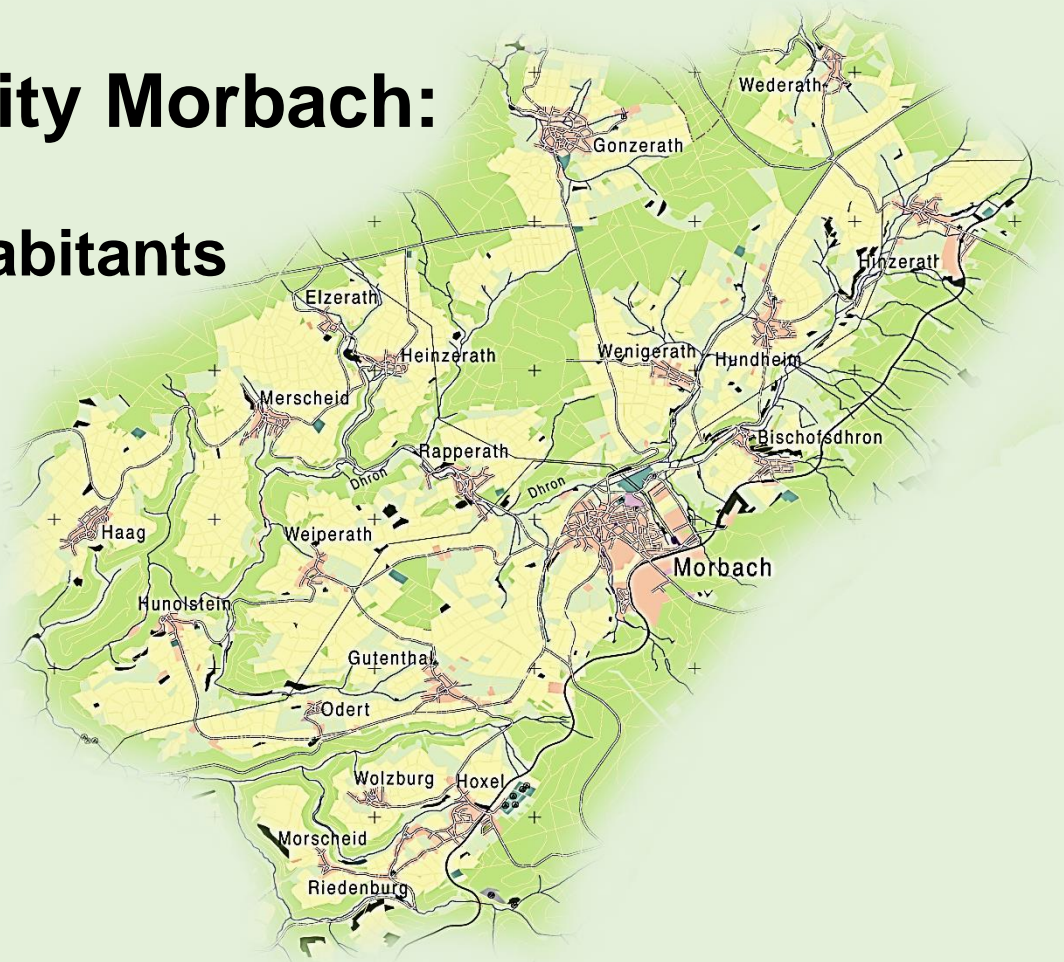 ity Morbach:
abitants
Wederath
Gonzerath
Hinzerath
Elzerath
Heinzerath
Wenigerath
Hundheim
Merscheid
Bischofsdhron
Rapperath
Dhron
Dhron
Haag
Weiperath
Morbach
Hunolstein
Gutenthal
Odert
Wolzburg
Hoxel
Morscheid
Riedenburg